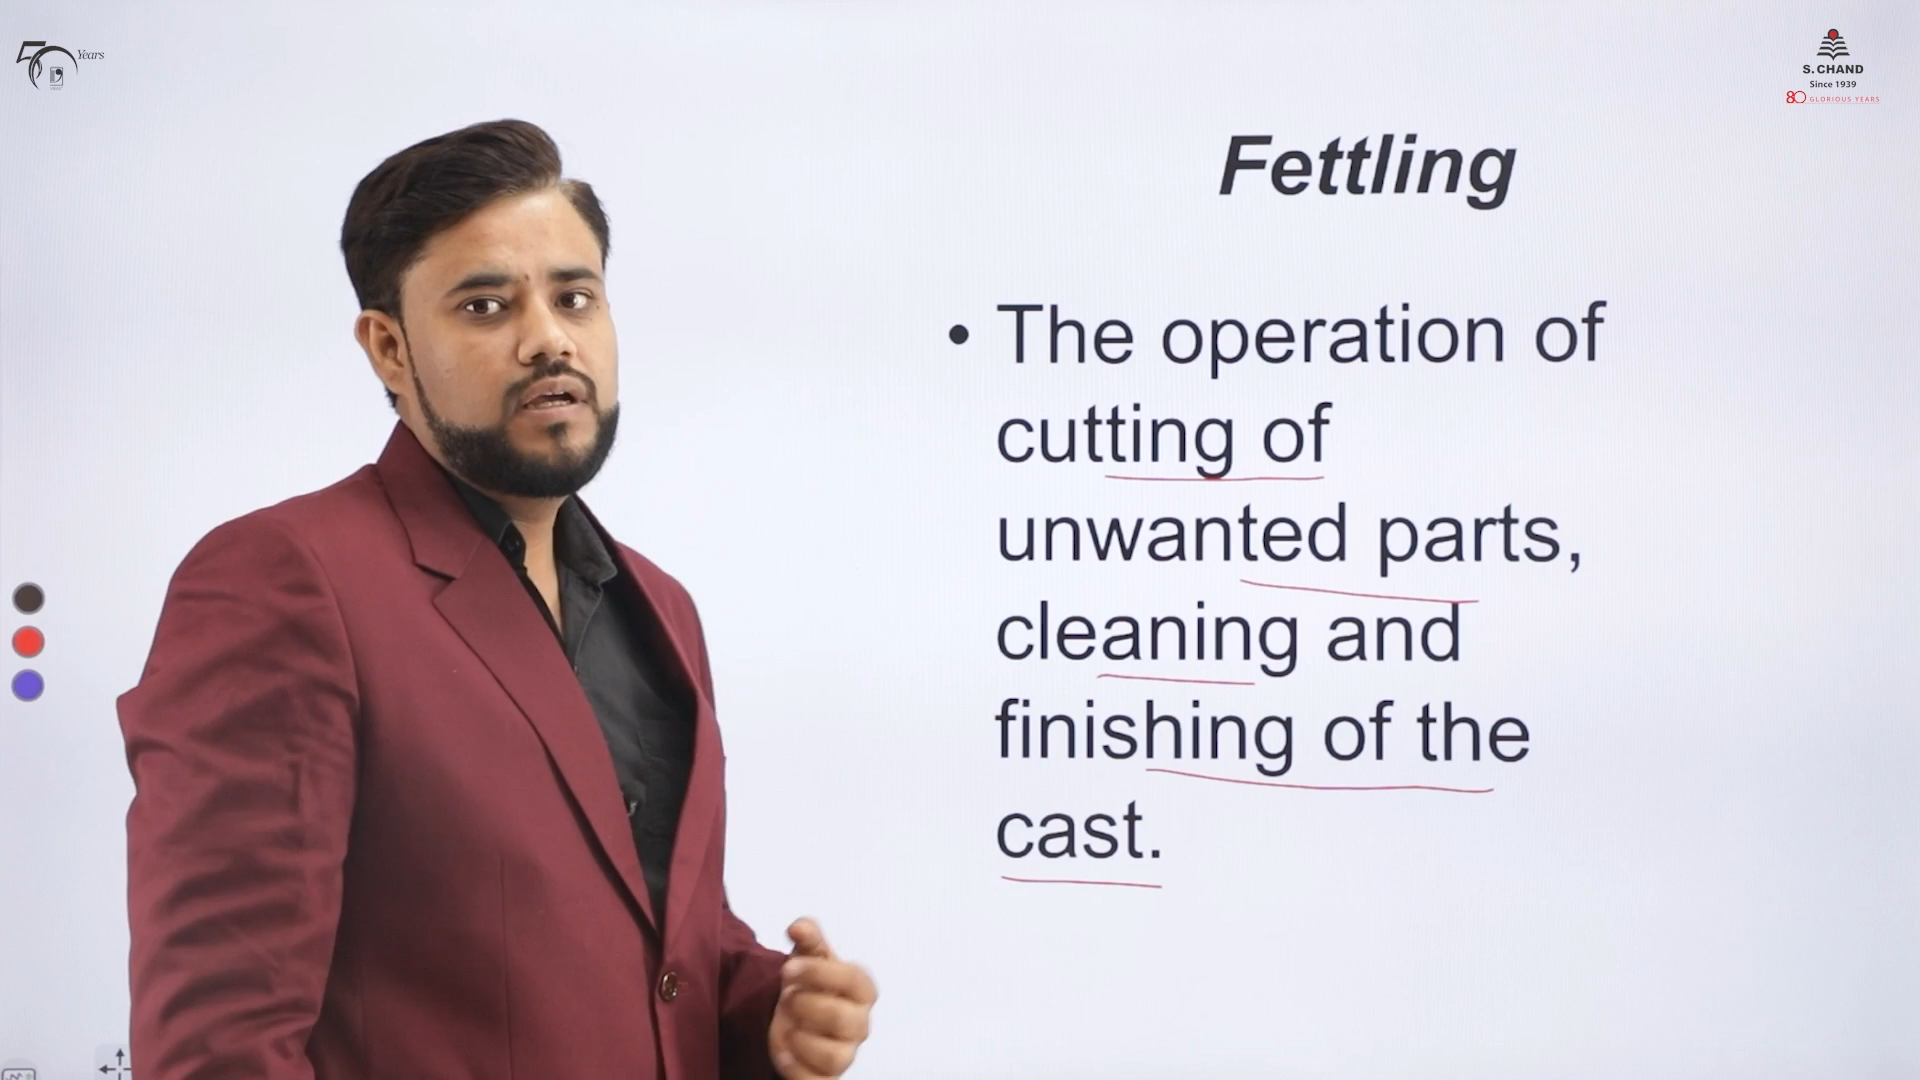 50 Years
S. CHAND
Since 1939
80 GLORIOUS YEARS
Fettling
• The operation of
cutting of
unwanted parts,
cleaning and
finishing of the
cast.